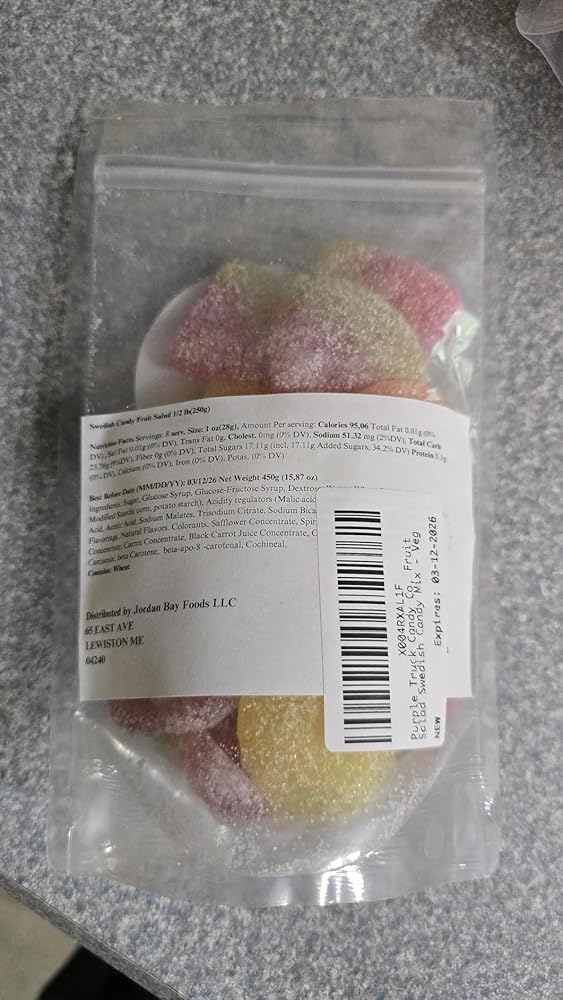 Swedish Candy Fruit Salad 1/2 lb(250g)
Nutrition Facts Servings: 8 serv, Size: 1 oz(28g), Amount Per serving: Calories 95,06 Total Fat 0.01g (0%
DV), Sat Fat 0.01g (0% DV), Trans Fat 0g, Cholest. 0mg (0% DV), Sodium 51.32 mg (2%DV), Total Carb
23.76g (9%DV), Fiber 0g (0% DV), Total Sugars 17.11g (incl. 17.11g Added Sugars, 34.2% DV) Protein 0.1g
(0% DV), Calcium (0% DV), Iron (0% DV), Potas. (0% DV)
Best Before Date (MM/DD/YY): 03/12/26 Net Weight 450g (15,87 oz)
Ingredients: Sugar, Glucose Syrup, Glucose-Fructose Syrup, Dextrose,
Modified Starch( corn, potato starch), Acidity regulators (Malic acid
Acid, Acetic Acid, Sodium Malates, Trisodium Citrate, Sodium Bica
Flavorings, Natural Flavors. Colorants, Safflower Concentrate, Spir
Concentrate, Carrot Concentrate, Black Carrot Juice Concentrate, C
Curcumin, beta Carotene, beta-apo-8'-carotenal, Cochineal,
Contains: Wheat
Distributed by Jordan Bay Foods LLC
65 EAST AVE
LEWISTON ME
04240
X004RXAL1F
Purple Truck Candy Co, Fruit
Salad Swedish Candy Mix - Veg
NEW
Expires: 03-12-2026